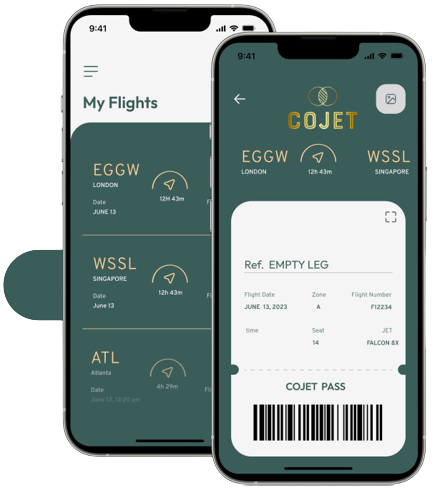 9:41
My Flights
EGGW
LONDON
12H 43m
Date
JUNE 13
WSSL
SINGAPORE
12h 43m
Date
June 13
ATL
Atlanta
4h 29m
Date
June 17, 12:00 pm
9:41
COJET
EGGW WSSL
LONDON 12h 43m SINGAPORE
Ref. EMPTY LEG
Flight Date Zone Flight Number
JUNE 13, 2023 A F12234
time Seat JET
14 FALCON 8X
COJET PASS